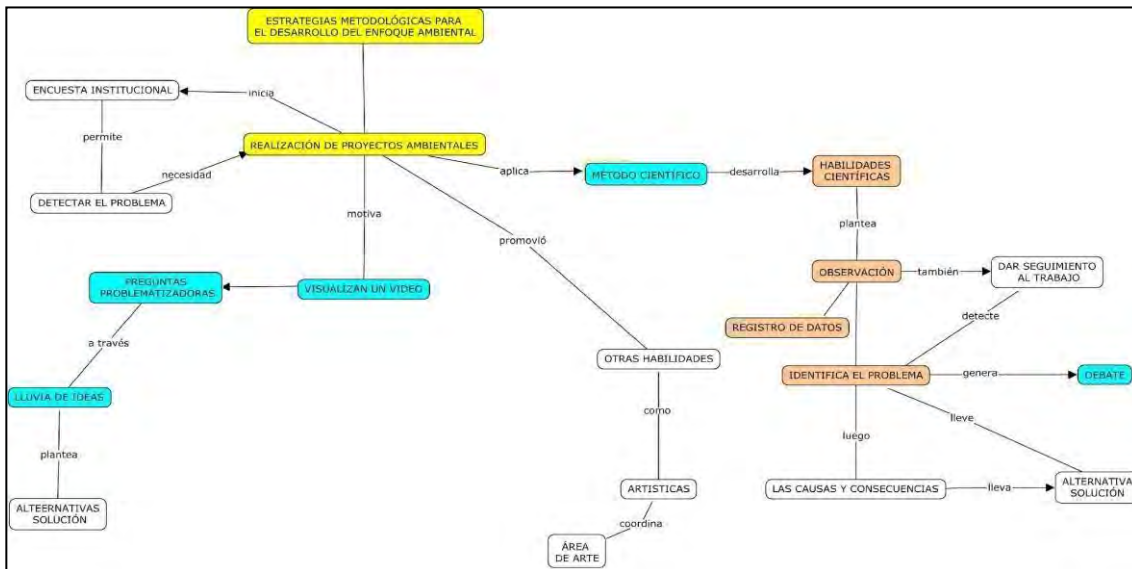 ESTRATEGIAS METODOLÓGICAS PARA
EL DESARROLLO DEL ENFOQUE AMBIENTAL
ENCUESTA INSTITUCIONAL
inicia
permite
REALIZACIÓN DE PROYECTOS AMBIENTALES
necesidad
DETECTAR EL PROBLEMA
aplica
MÉTODO CIENTÍFICO
desarrolla
HABILIDADES
CIENTÍFICAS
motiva
promovió
plantea
PREGUNTAS
PROBLEMATIZADORAS
VISUALIZAN UN VIDEO
OBSERVACIÓN
también
DAR SEGUIMIENTO
AL TRABAJO
REGISTRO DE DATOS
detecte
a través
OTRAS HABILIDADES
IDENTIFICA EL PROBLEMA
genera
DEBATE
LLUVIA DE IDEAS
como
lleve
luego
plantea
ALTEERNATIVAS
SOLUCIÓN
ARTISTICAS
LAS CAUSAS Y CONSECUENCIAS
lleva
ALTERNATIVA
SOLUCIÓN
coordina
ÁREA
DE ARTE